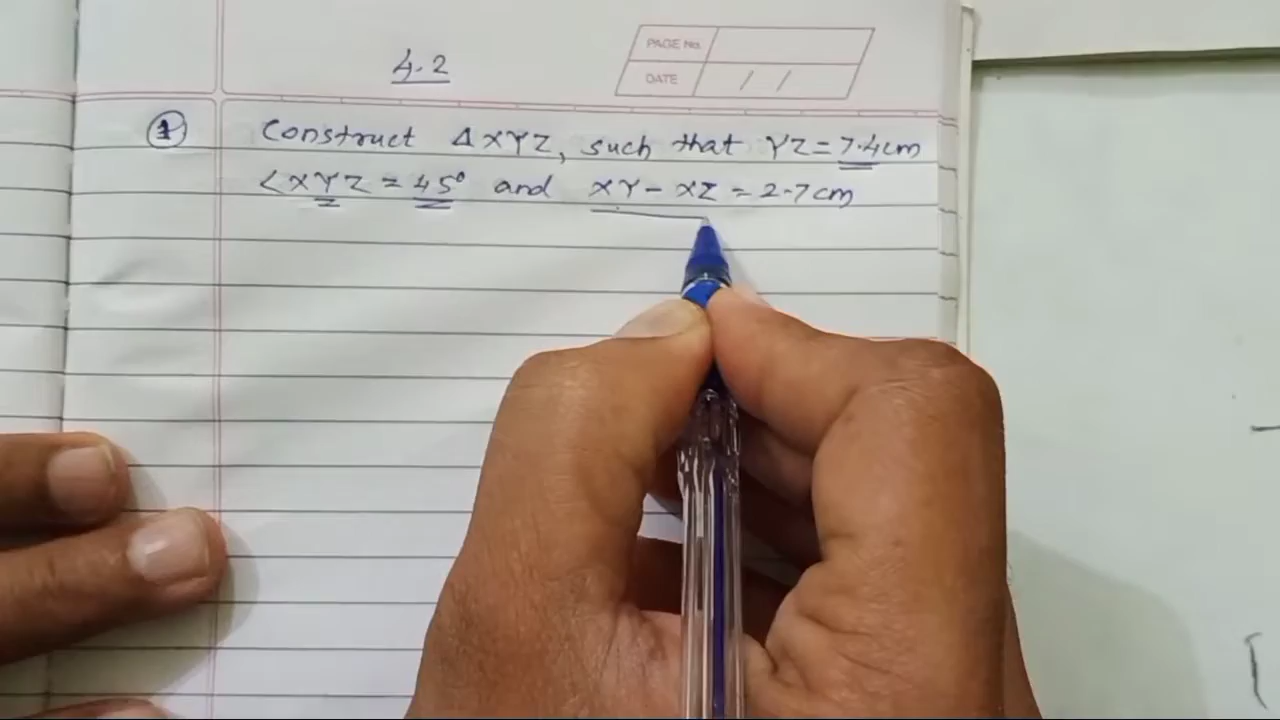 PAGE No.
DATE / /
4.2
1 Construct ΔXYZ, such that YZ = 7.4cm
<XYZ = 45° and XY - XZ = 2.7cm